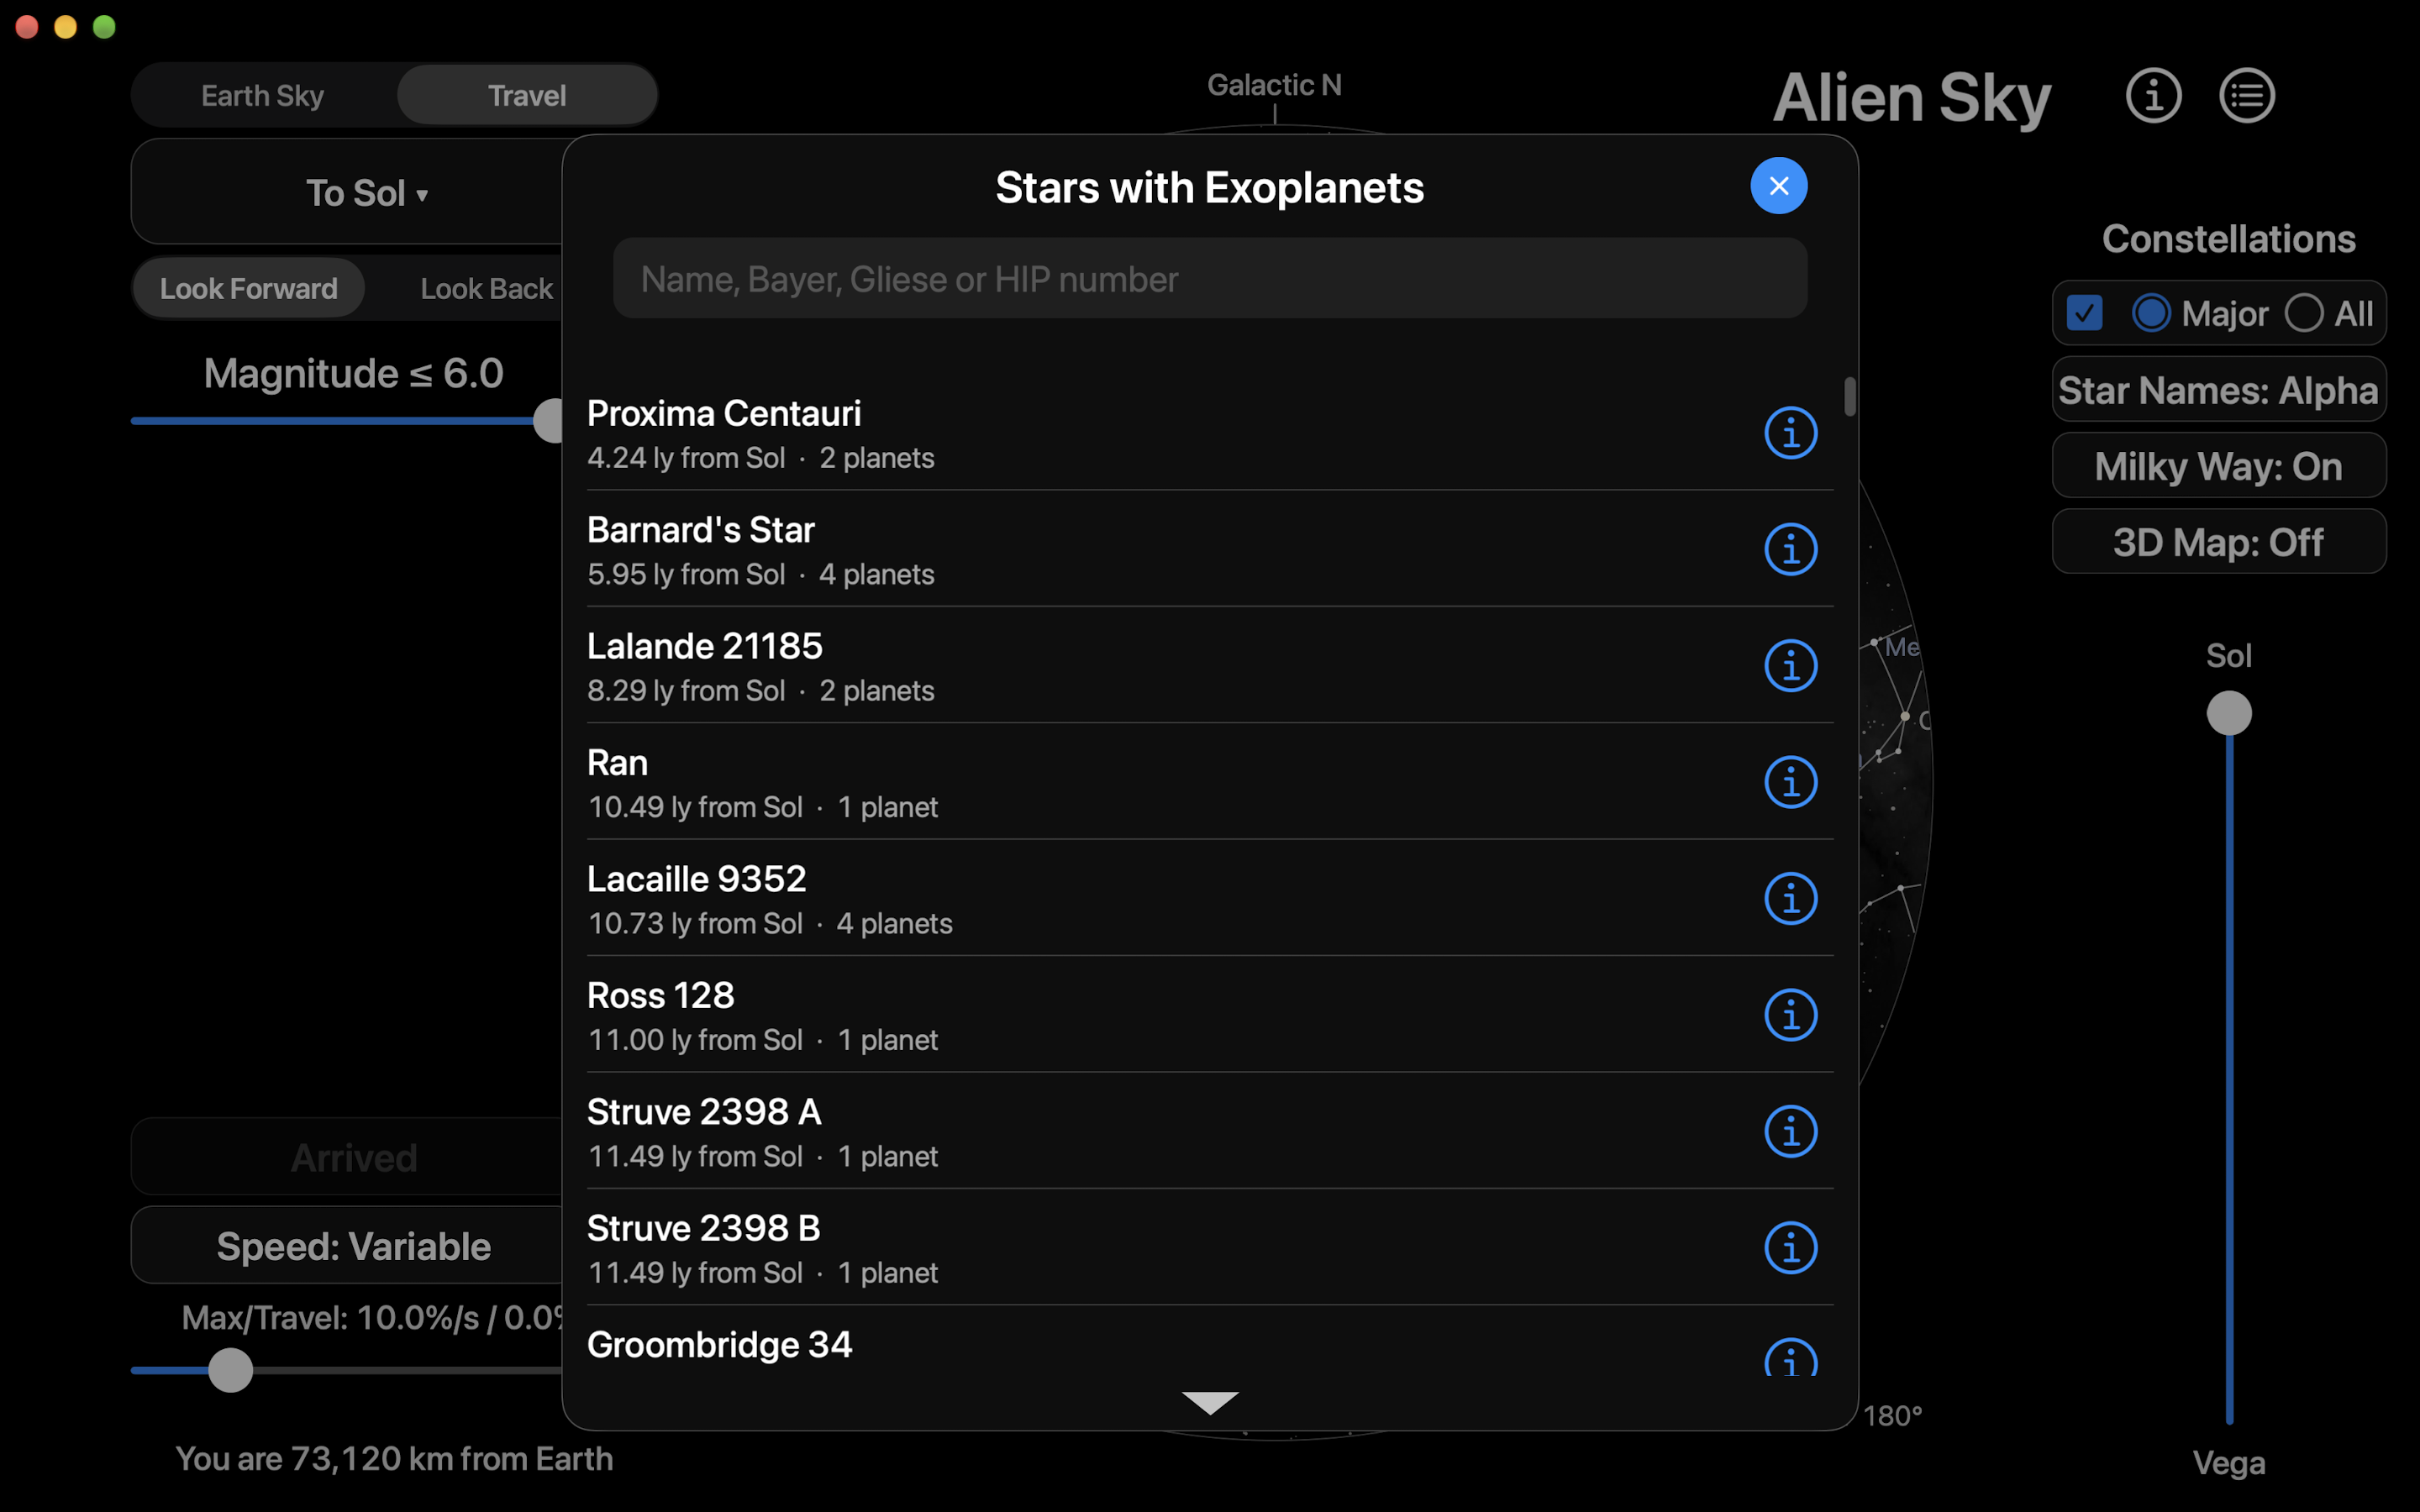 Earth Sky
Travel
Galactic N
Alien Sky
To Sol ▾
Look Forward
Look Back
Magnitude ≤ 6.0
Stars with Exoplanets
Name, Bayer, Gliese or HIP number
Proxima Centauri
4.24 ly from Sol · 2 planets
Barnard's Star
5.95 ly from Sol · 4 planets
Lalande 21185
8.29 ly from Sol · 2 planets
Ran
10.49 ly from Sol · 1 planet
Lacaille 9352
10.73 ly from Sol · 4 planets
Ross 128
11.00 ly from Sol · 1 planet
Struve 2398 A
11.49 ly from Sol · 1 planet
Struve 2398 B
11.49 ly from Sol · 1 planet
Groombridge 34
Constellations
Major
All
Star Names: Alpha
Milky Way: On
3D Map: Off
Me
Sol
Arrived
Speed: Variable
Max/Travel: 10.0%/s / 0.0%
You are 73,120 km from Earth
180°
Vega